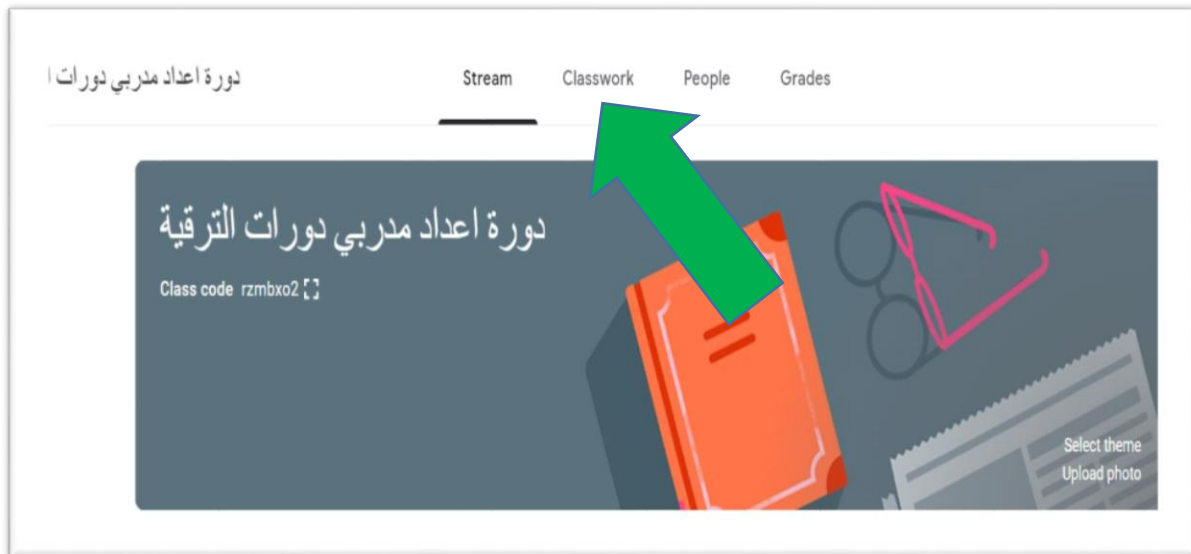 دورة اعداد مدربي دورات ا
Stream Classwork People Grades
دورة اعداد مدربي دورات الترقية
Class code rzmbxo2
Select theme
Upload photo